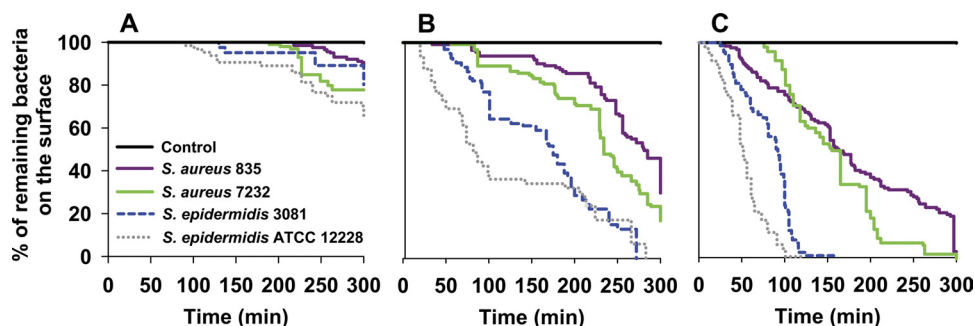 A B C
% of remaining bacteria
on the surface
100
80
60
40
20
0
Control
S. aureus 835
S. aureus 7232
S. epidermidis 3081
S. epidermidis ATCC 12228
0 50 100 150 200 250 300
0 50 100 150 200 250 300
0 50 100 150 200 250 300
Time (min) Time (min) Time (min)